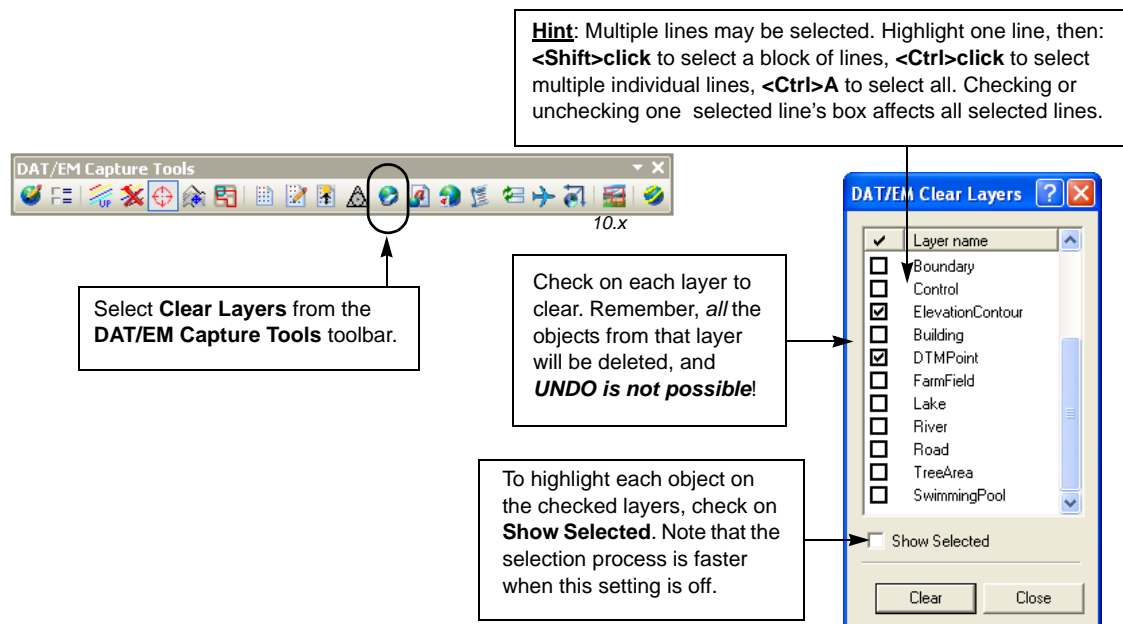 Hint: Multiple lines may be selected. Highlight one line, then:
<Shift>click to select a block of lines, <Ctrl>click to select
multiple individual lines, <Ctrl>A to select all. Checking or
unchecking one selected line's box affects all selected lines.
DAT/EM Capture Tools
UP
10.x
Select Clear Layers from the
DAT/EM Capture Tools toolbar.
Check on each layer to
clear. Remember, all the
objects from that layer
will be deleted, and
UNDO is not possible!
To highlight each object on
the checked layers, check on
Show Selected. Note that the
selection process is faster
when this setting is off.
DAT/EM Clear Layers
Layer name
Boundary
Control
ElevationContour
Building
DTMPoint
FarmField
Lake
River
Road
TreeArea
SwimmingPool
Show Selected
Clear Close